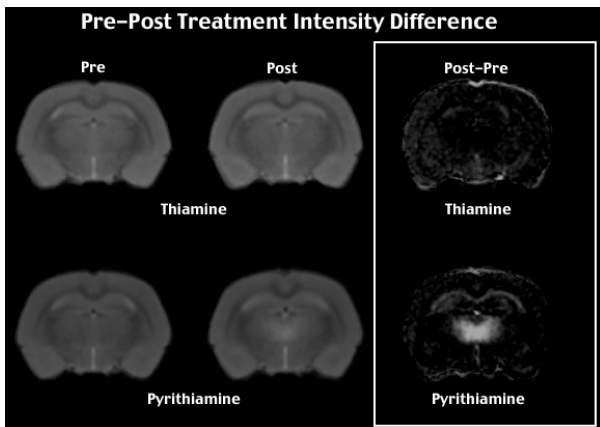 Pre-Post Treatment Intensity Difference
Pre
Post
Post-Pre
Thiamine
Thiamine
Pyrithiamine
Pyrithiamine